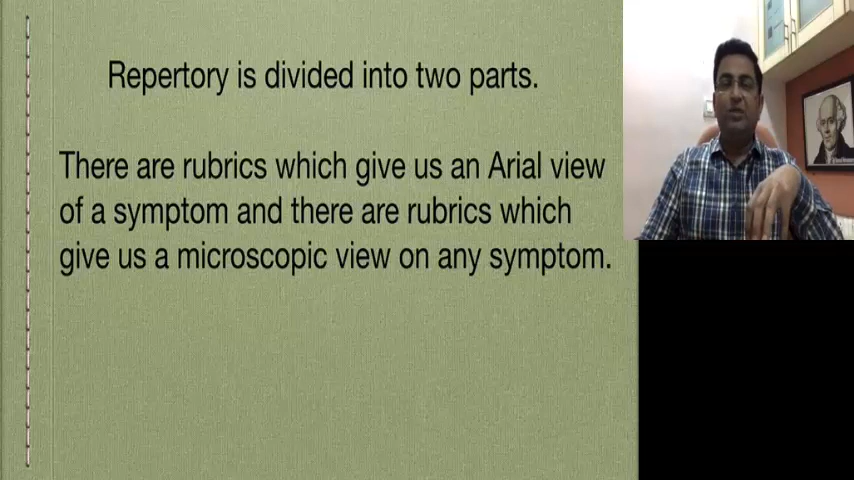 Repertory is divided into two parts.
There are rubrics which give us an Arial view
of a symptom and there are rubrics which
give us a microscopic view on any symptom.